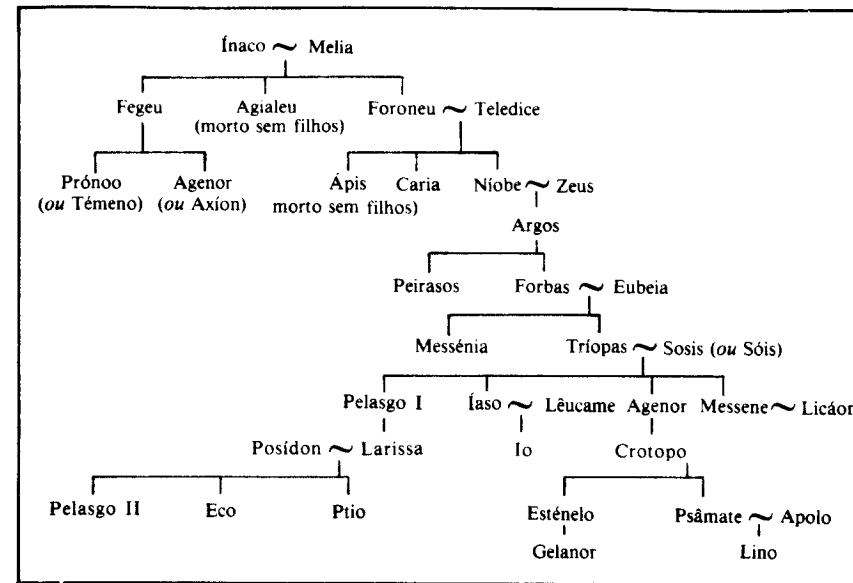 Ínaco ~ Melia
Fegeu Agialeu Foroneu ~ Teledice
(morto sem filhos)
Prónoo Agenor Ápis Caria Níobe ~ Zeus
(ou Témeno) (ou Axíon) morto sem filhos)
Argos
Peirasos Forbas ~ Eubeia
Messénia Tríopas ~ Sosis (ou Sóis)
Pelasgo I Íaso ~ Lêucame Agenor Messene ~ Licáon
Posídon ~ Larissa Io Crotopo
Pelasgo II Eco Ptio Esténelo Psâmate ~ Apolo
Gelanor Lino